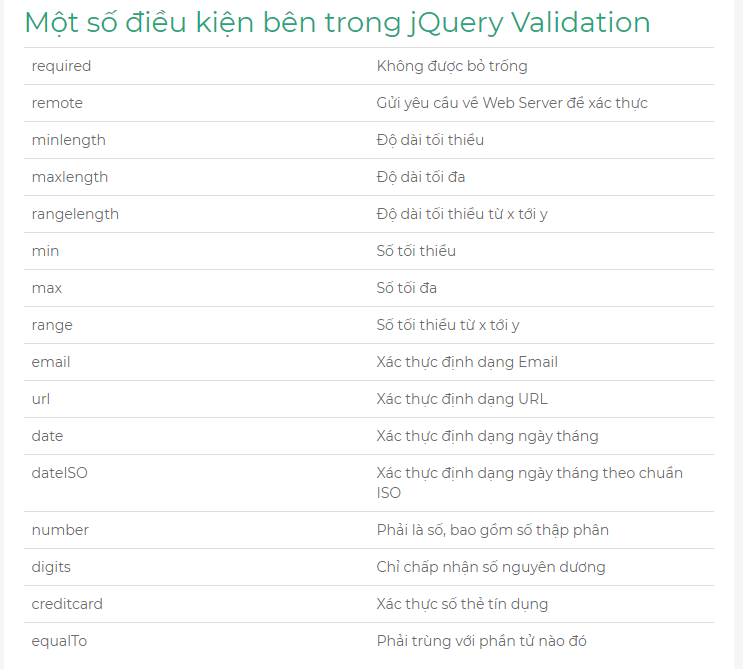 Một số điều kiện bên trong jQuery Validation
required Không được bỏ trống
remote Gửi yêu cầu về Web Server để xác thực
minlength Độ dài tối thiểu
maxlength Độ dài tối đa
rangelength Độ dài tối thiểu từ x tới y
min Số tối thiểu
max Số tối đa
range Số tối thiểu từ x tới y
email Xác thực định dạng Email
url Xác thực định dạng URL
date Xác thực định dạng ngày tháng
dateISO Xác thực định dạng ngày tháng theo chuẩn
ISO
number Phải là số, bao gồm số thập phân
digits Chỉ chấp nhận số nguyên dương
creditcard Xác thực số thẻ tín dụng
equalTo Phải trùng với phần tử nào đó